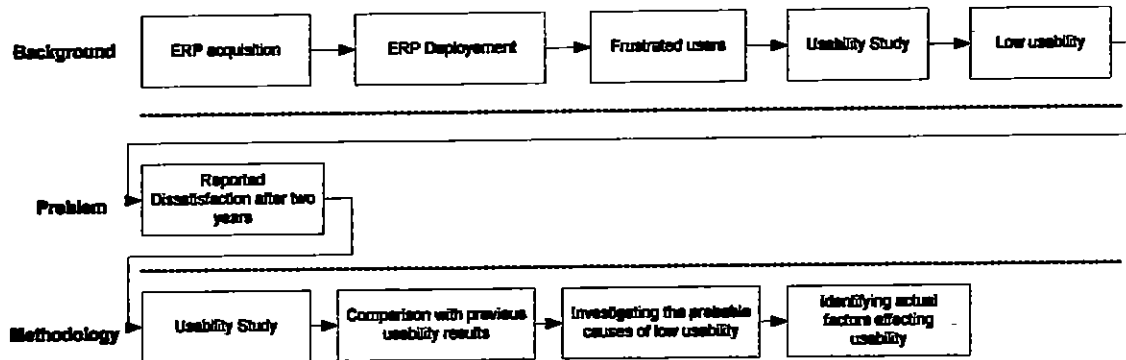 Background
ERP acquisition
ERP Deployement
Frustrated users
Usability Study
Low usability
Problem
Reported
Dissatisfaction after two
years
Methodology
Usability Study
Comparison with previous
usability results
Investigating the probable
causes of low usability
Identifying actual
factors effecting
usability